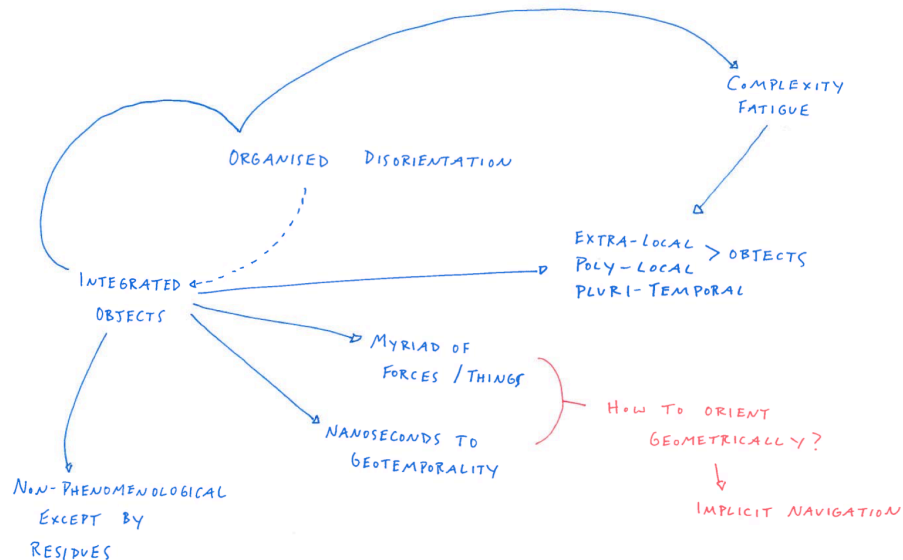 COMPLEXITY
FATIGUE
ORGANISED DISORIENTATION
EXTRA-LOCAL
POLY-LOCAL > OBJECTS
PLURI-TEMPORAL
INTEGRATED
OBJECTS
MYRIAD OF
FORCES / THINGS
HOW TO ORIENT
GEOMETRICALLY?
NANOSECONDS TO
GEOTEMPORALITY
NON-PHENOMENOLOGICAL
EXCEPT BY
RESIDUES
IMPLICIT NAVIGATION